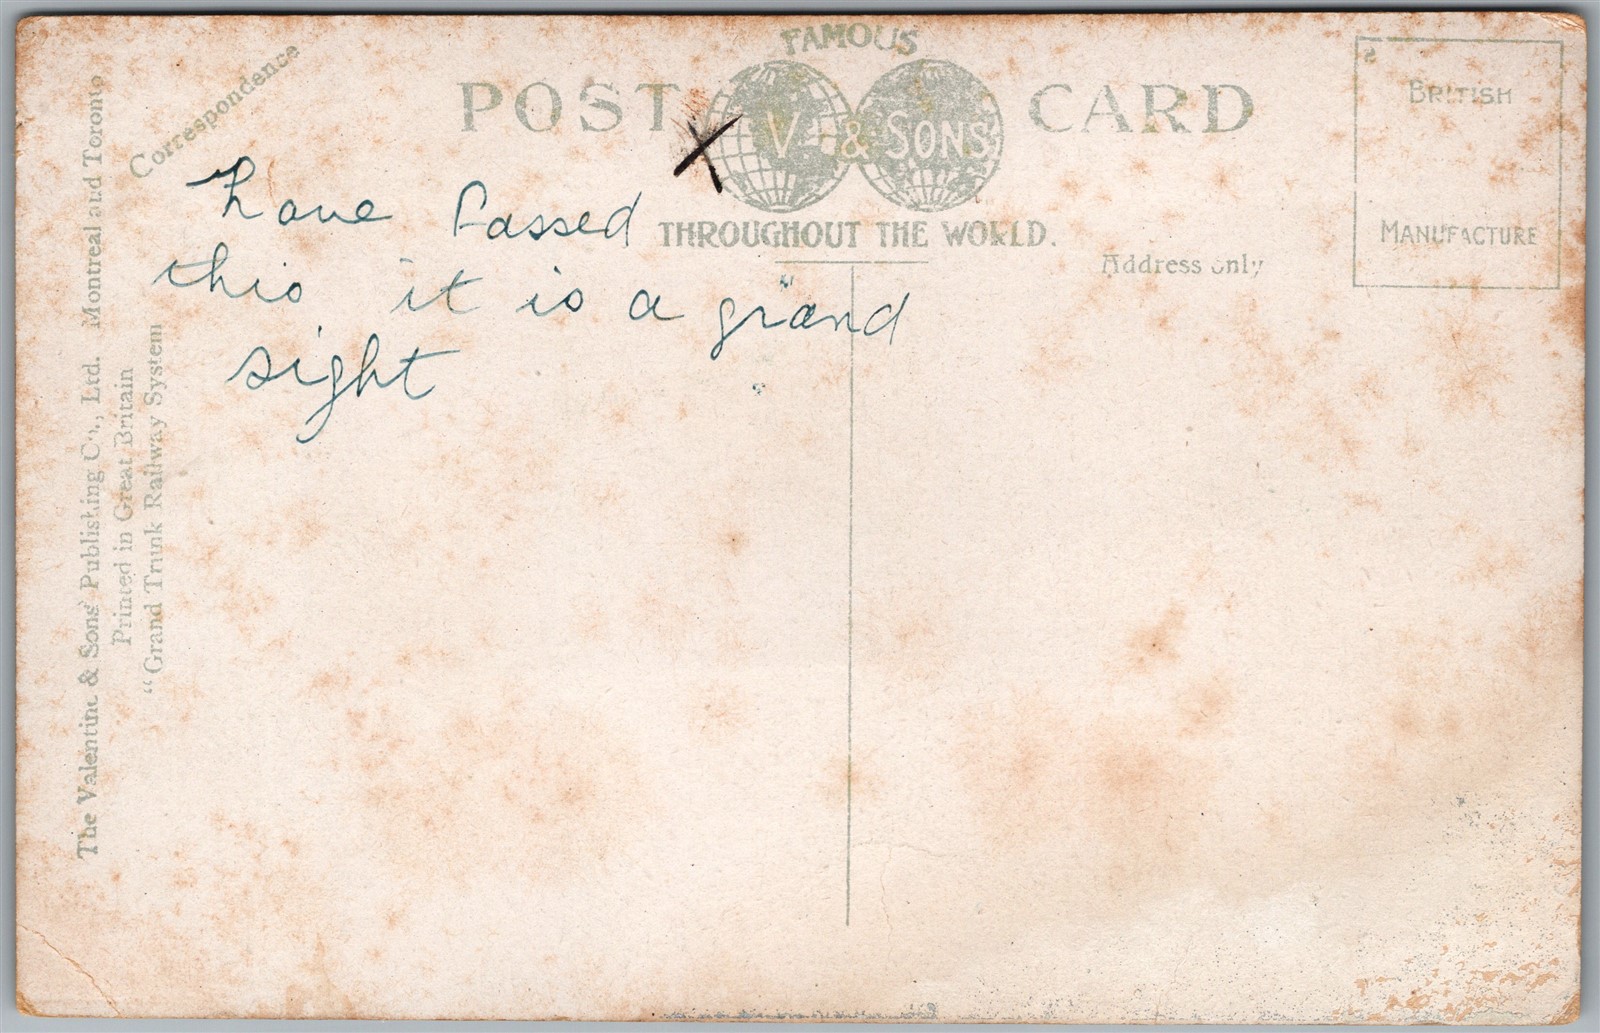 FAMOUS
POST CARD
V & SONS
THROUGHOUT THE WORLD.
BRITISH
MANUFACTURE
Address only
Correspondence
have passed
this it is a grand
sight
The Valentine & Sons' Publishing Co., Ltd. Montreal and Toronto
Printed in Great Britain
"Grand Trunk Railway System